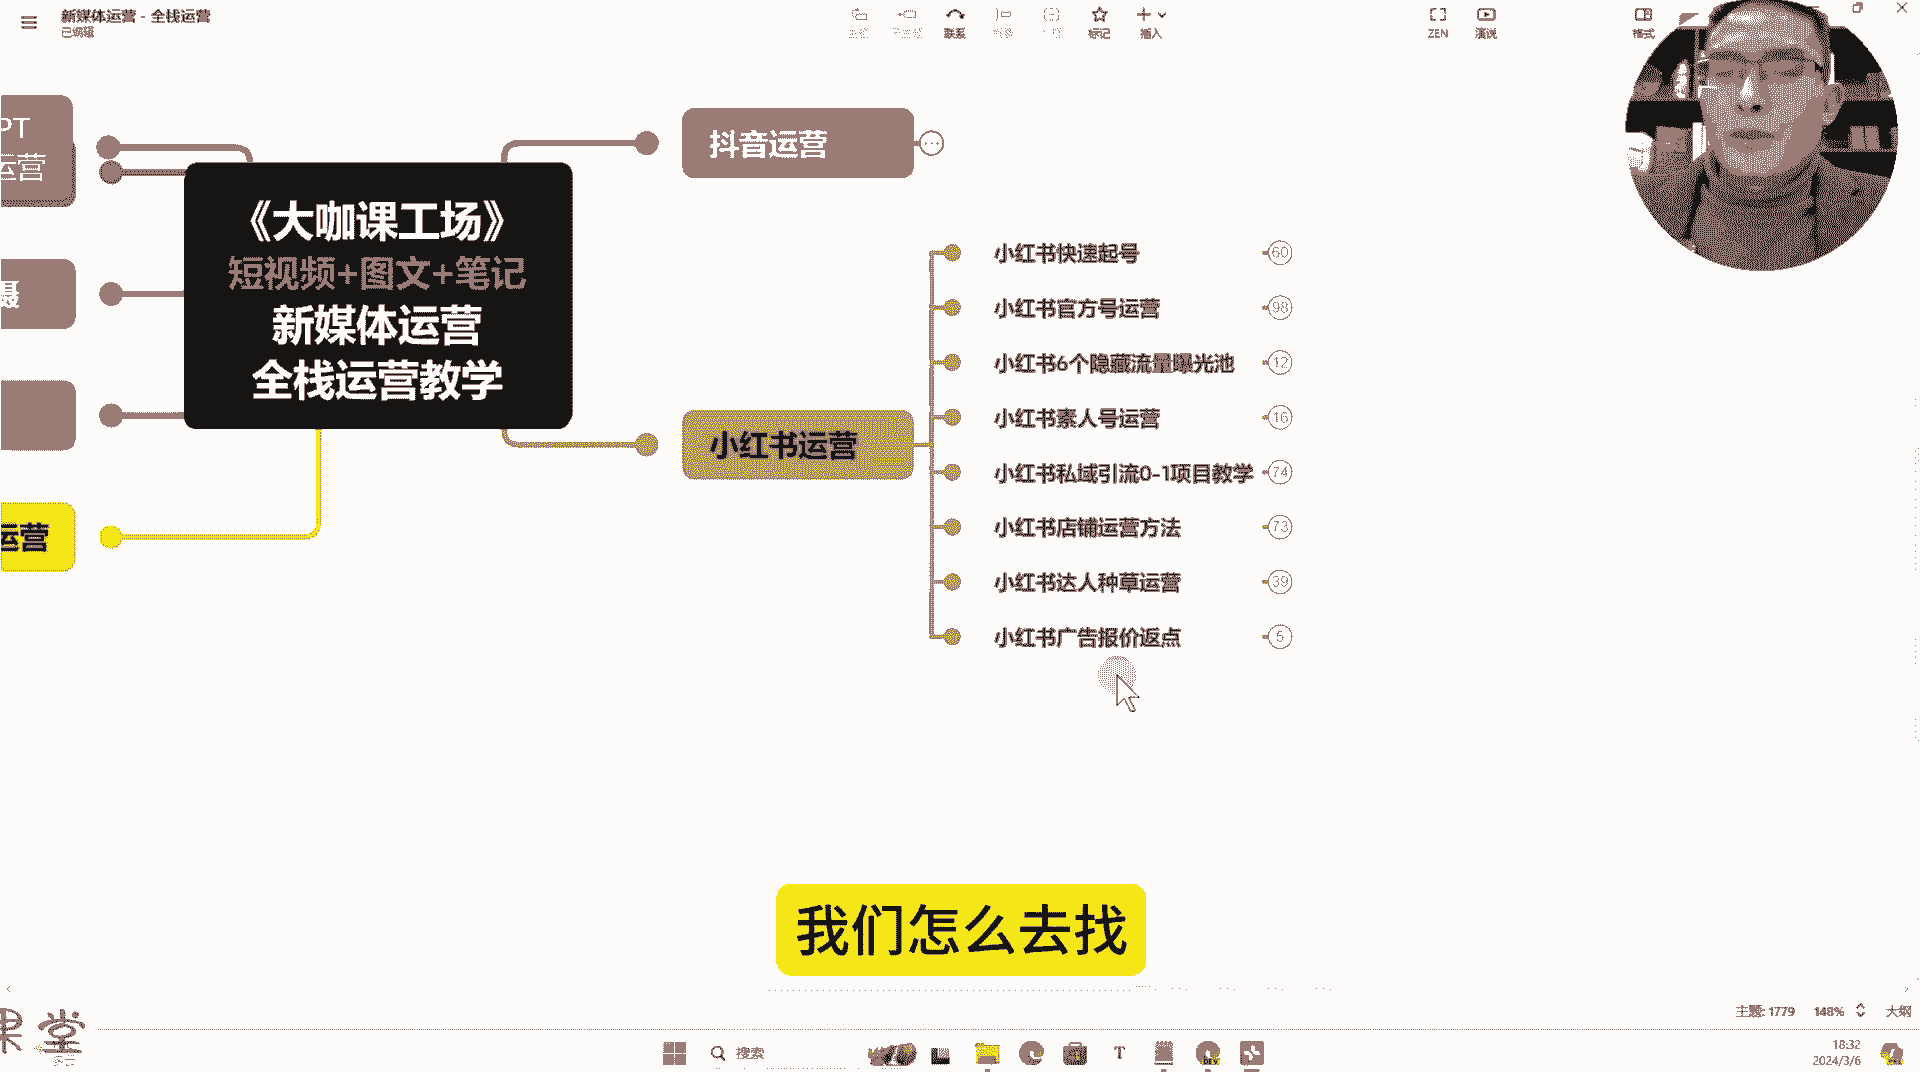 新媒体运营 - 全栈运营
已编辑
联系
标记
插入
ZEN
演说
格式
PT
运营
摄
运营
《大咖课工场》
短视频+图文+笔记
新媒体运营
全栈运营教学
抖音运营
小红书运营
小红书快速起号
60
小红书官方号运营
98
小红书6个隐藏流量曝光池
12
小红书素人号运营
16
小红书私域引流0-1项目教学
74
小红书店铺运营方法
73
小红书达人种草运营
39
小红书广告报价返点
5
我们怎么去找
主题: 1779
148%
大纲
课堂
搜索
18:32
2024/3/6